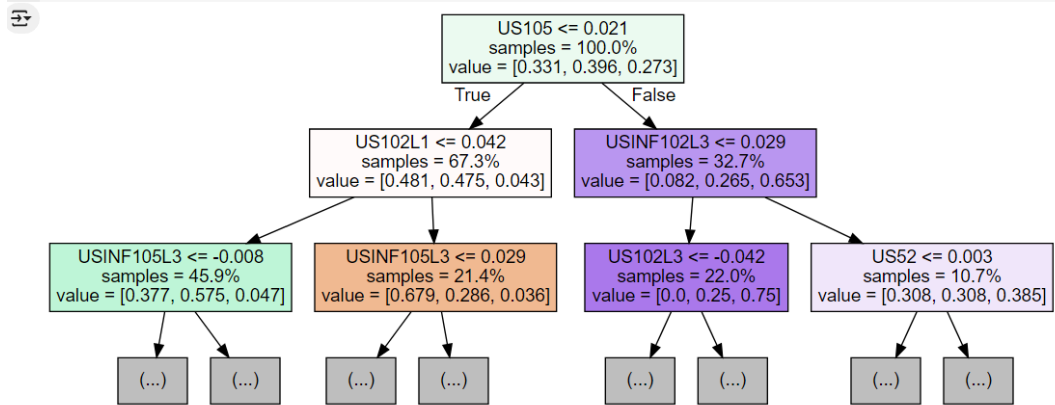 US105 <= 0.021
samples = 100.0%
value = [0.331, 0.396, 0.273]
True
False
US102L1 <= 0.042
samples = 67.3%
value = [0.481, 0.475, 0.043]
USINF102L3 <= 0.029
samples = 32.7%
value = [0.082, 0.265, 0.653]
USINF105L3 <= -0.008
samples = 45.9%
value = [0.377, 0.575, 0.047]
USINF105L3 <= 0.029
samples = 21.4%
value = [0.679, 0.286, 0.036]
US102L3 <= -0.042
samples = 22.0%
value = [0.0, 0.25, 0.75]
US52 <= 0.003
samples = 10.7%
value = [0.308, 0.308, 0.385]
(...)
(...)
(...)
(...)
(...)
(...)
(...)
(...)